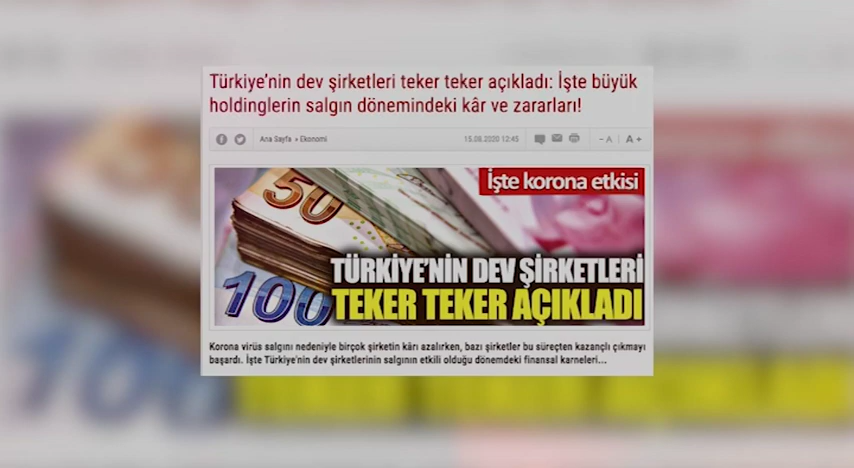 Türkiye'nin dev şirketleri teker teker açıkladı: İşte büyük
holdinglerin salgın dönemindeki kâr ve zararları!
Ana Sayfa » Ekonomi 15.08.2020 12:45 - A A +
İşte korona etkisi
50
100
TÜRKİYE'NİN DEV ŞİRKETLERİ
TEKER TEKER AÇIKLADI
Korona virüs salgını nedeniyle birçok şirketin kârı azalırken, bazı şirketler bu süreçten kazançlı çıkmayı
başardı. İşte Türkiye'nin dev şirketlerinin salgının etkili olduğu dönemdeki finansal karneleri...